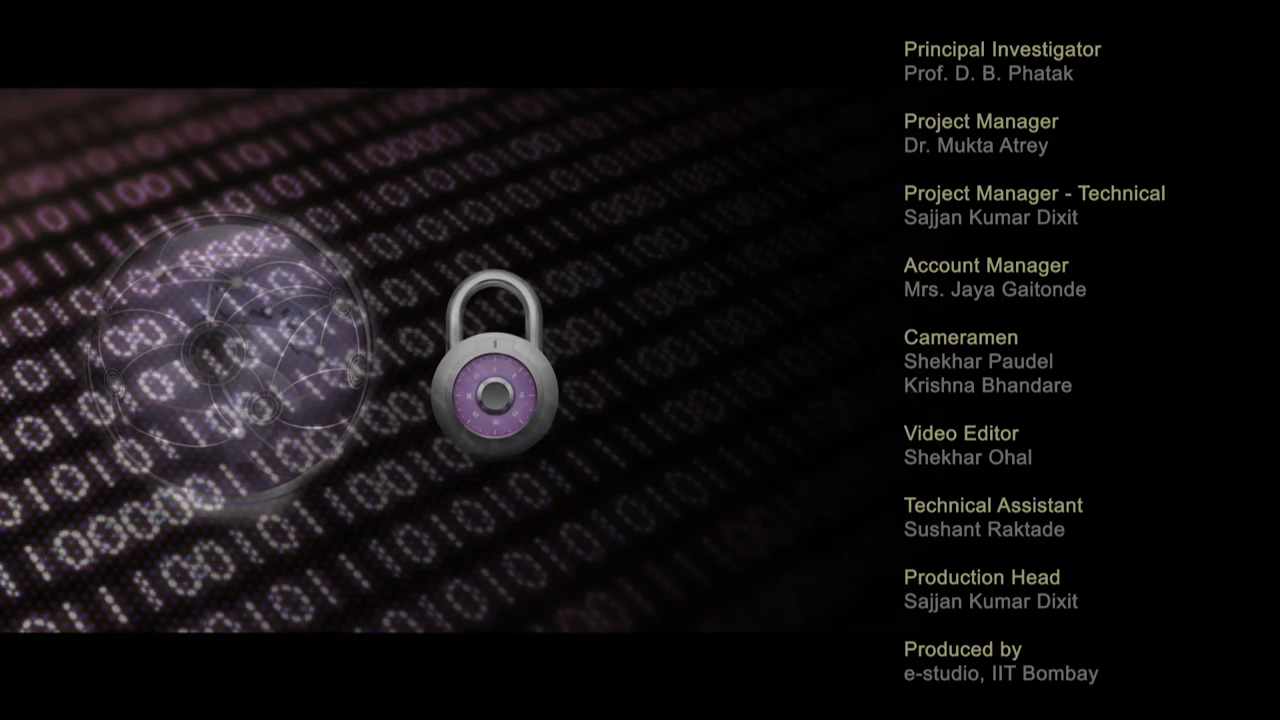 Principal Investigator
Prof. D. B. Phatak
Project Manager
Dr. Mukta Atrey
Project Manager - Technical
Sajjan Kumar Dixit
Account Manager
Mrs. Jaya Gaitonde
Cameramen
Shekhar Paudel
Krishna Bhandare
Video Editor
Shekhar Ohal
Technical Assistant
Sushant Raktade
Production Head
Sajjan Kumar Dixit
Produced by
e-studio, IIT Bombay